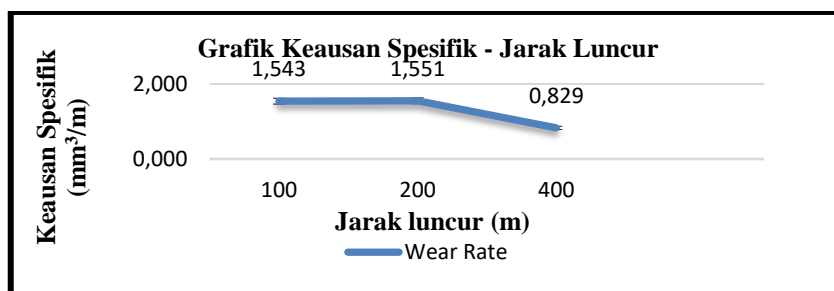 Grafik Keausan Spesifik - Jarak Luncur
Keausan Spesifik
(mm³/m)
2,000
0,000
1,543
1,551
0,829
100
200
400
Jarak luncur (m)
Wear Rate